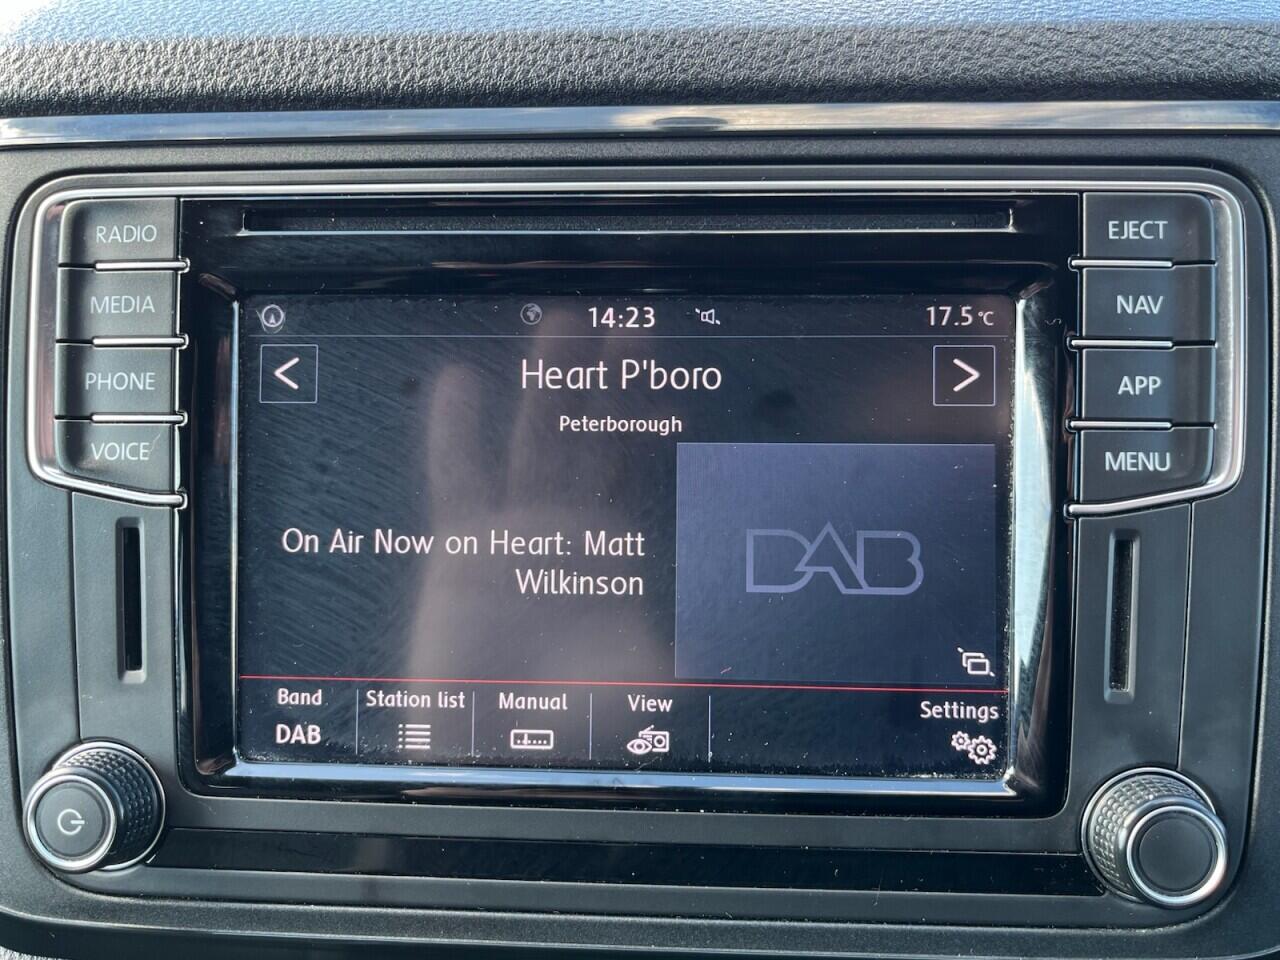 RADIO
MEDIA
PHONE
VOICE
EJECT
NAV
APP
MENU
14:23
17.5 °C
<
Heart P'boro
>
Peterborough
On Air Now on Heart: Matt
Wilkinson
DAB
Band
DAB
Station list
Manual
View
Settings